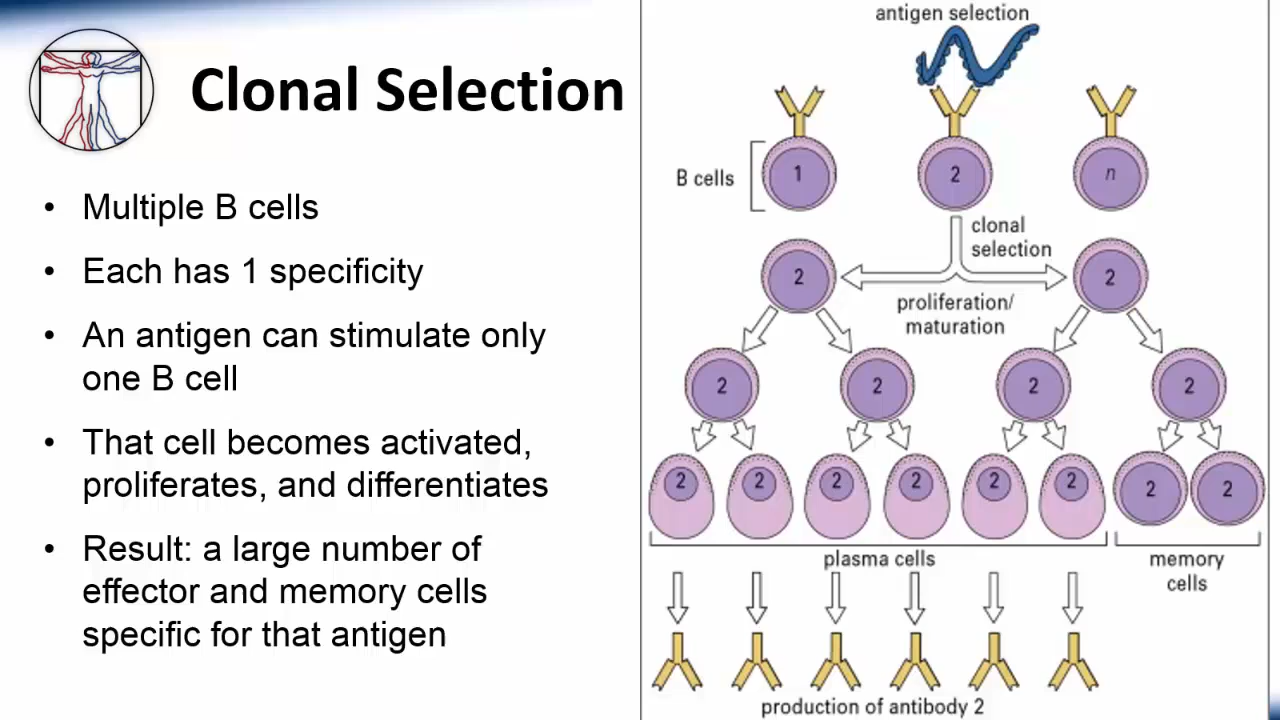 Clonal Selection
• Multiple B cells
• Each has 1 specificity
• An antigen can stimulate only
one B cell
• That cell becomes activated,
proliferates, and differentiates
• Result: a large number of
effector and memory cells
specific for that antigen
antigen selection
B cells
1
2
n
clonal
selection
2
2
proliferation/
maturation
2
2
2
2
2
2
2
2
2
2
2
2
plasma cells
memory
cells
production of antibody 2